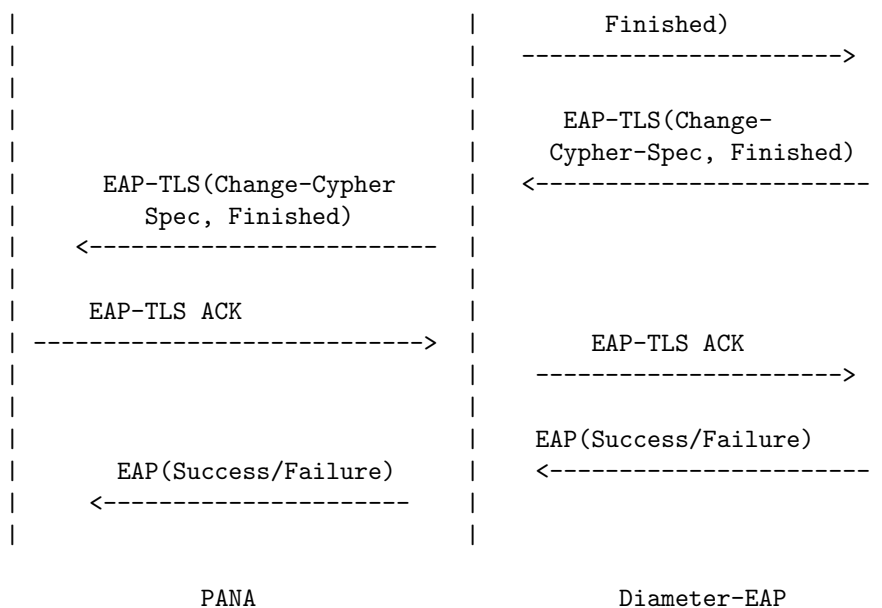 |                                 |         Finished)
|                                 |   ----------------------->
|                                 |
|                                 |      EAP-TLS(Change-
|                                 |     Cypher-Spec, Finished)
|      EAP-TLS(Change-Cypher      |   <------------------------
|         Spec, Finished)         |
|    <-------------------------   |
|                                 |
|     EAP-TLS ACK                 |
| ---------------------------->   |        EAP-TLS ACK
|                                 |    ---------------------->
|                                 |
|                                 |    EAP(Success/Failure)
|       EAP(Success/Failure)      |    <-----------------------
|     <----------------------     |
|                                 |
PANA                          Diameter-EAP